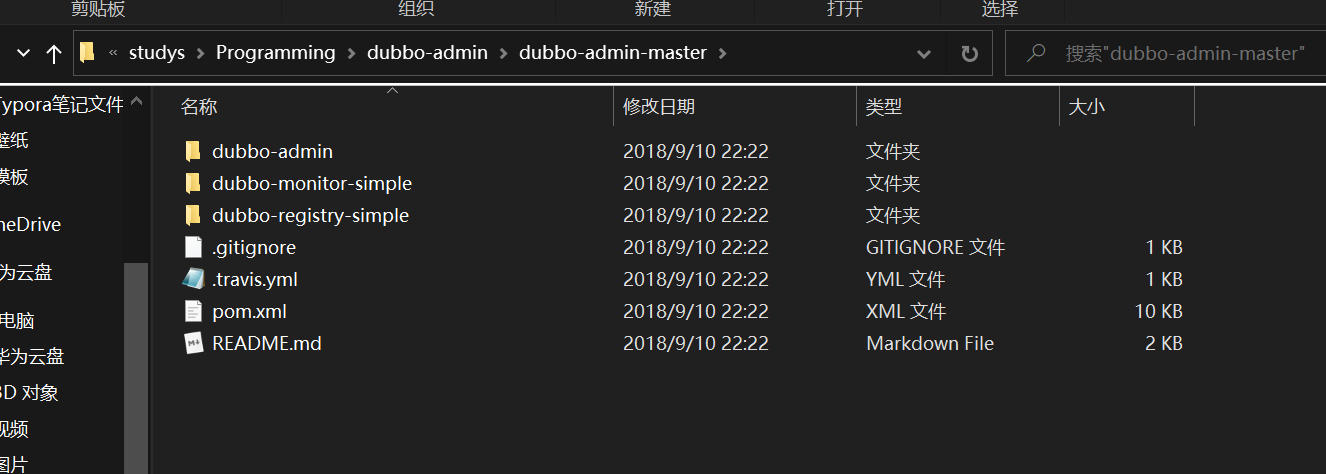 剪贴板 组织 新建 打开 选择
« studys > Programming > dubbo-admin > dubbo-admin-master > 搜索"dubbo-admin-master"
名称 修改日期 类型 大小
Typora笔记文件
壁纸
模板
neDrive
为云盘
电脑
华为云盘
3D 对象
视频
图片
dubbo-admin 2018/9/10 22:22 文件夹
dubbo-monitor-simple 2018/9/10 22:22 文件夹
dubbo-registry-simple 2018/9/10 22:22 文件夹
.gitignore 2018/9/10 22:22 GITIGNORE 文件 1 KB
.travis.yml 2018/9/10 22:22 YML 文件 1 KB
pom.xml 2018/9/10 22:22 XML 文件 10 KB
README.md 2018/9/10 22:22 Markdown File 2 KB